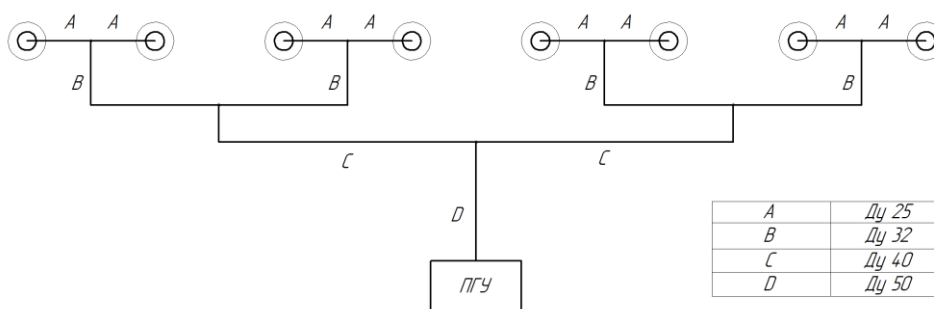 А А А А А А А А
В В В В
С С
D
ПГУ
А Ду 25
В Ду 32
С Ду 40
D Ду 50